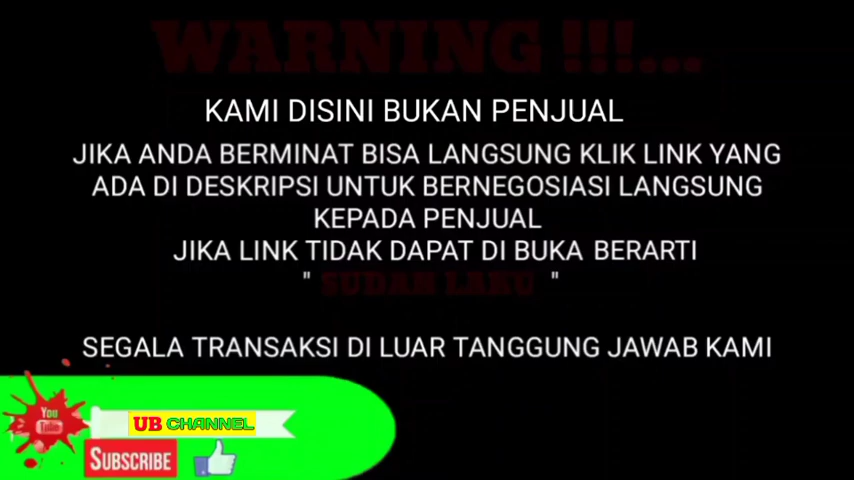 WARNING !!!...
KAMI DISINI BUKAN PENJUAL
JIKA ANDA BERMINAT BISA LANGSUNG KLIK LINK YANG
ADA DI DESKRIPSI UNTUK BERNEGOSIASI LANGSUNG
KEPADA PENJUAL
JIKA LINK TIDAK DAPAT DI BUKA BERARTI
" SUDAH LAKU "
SEGALA TRANSAKSI DI LUAR TANGGUNG JAWAB KAMI
You
Tube
UB CHANNEL
SUBSCRIBE